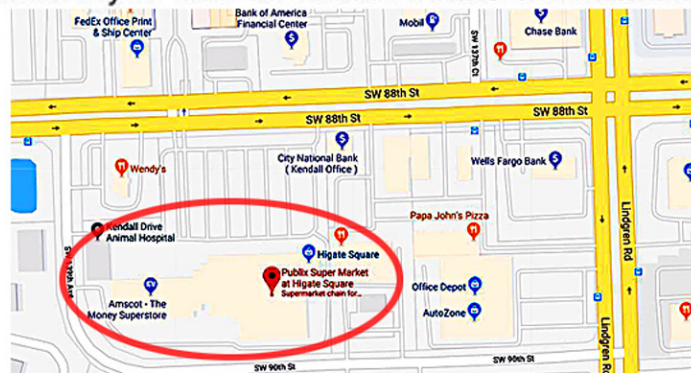 FedEx Office Print
& Ship Center
Bank of America
Financial Center
Mobil
Chase Bank
SW 137th Ct
SW 88th St
SW 88th St
City National Bank
( Kendall Office )
Wells Fargo Bank
Wendy's
Kendall Drive
Animal Hospital
Papa John's Pizza
Higate Square
Publix Super Market
at Higate Square
Supermarket chain for...
Amscot - The
Money Superstore
Office Depot
AutoZone
Lindgren Rd
Lindgren Rd
SW 90th St
SW 90th St